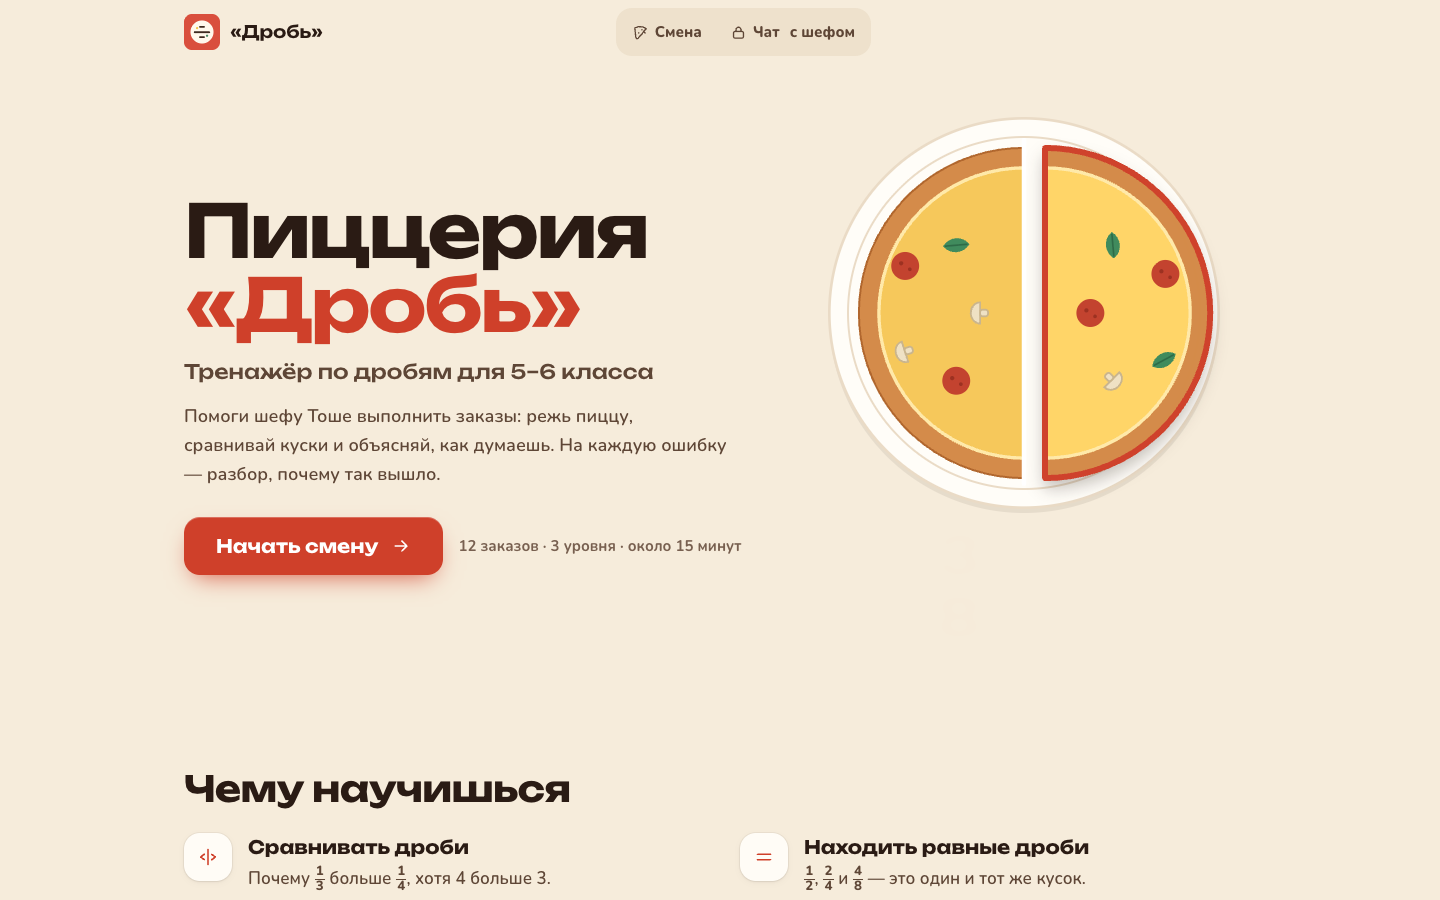 «Дробь»
Смена
Чат с шефом
Пиццерия
«Дробь»
Тренажёр по дробям для 5–6 класса
Помоги шефу Тоше выполнить заказы: режь пиццу,
сравнивай куски и объясняй, как думаешь. На каждую ошибку
— разбор, почему так вышло.
Начать смену →
12 заказов · 3 уровня · около 15 минут
Чему научишься
Сравнивать дроби
Почему 1/3 больше 1/4, хотя 4 больше 3.
Находить равные дроби
1/2, 2/4 и 4/8 — это один и тот же кусок.